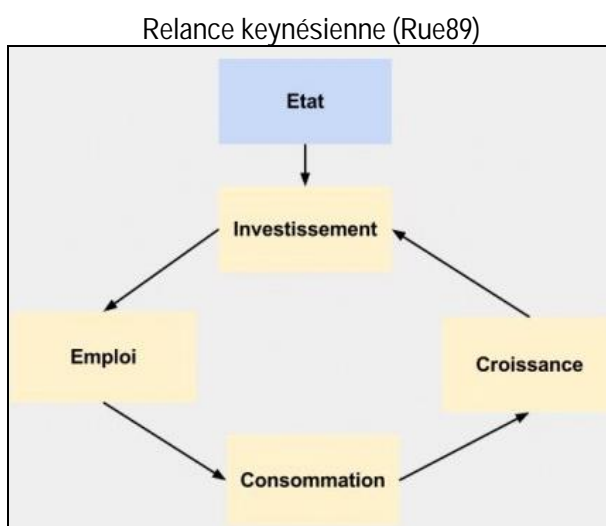 Relance keynésienne (Rue89)
Etat
Investissement
Emploi
Croissance
Consommation